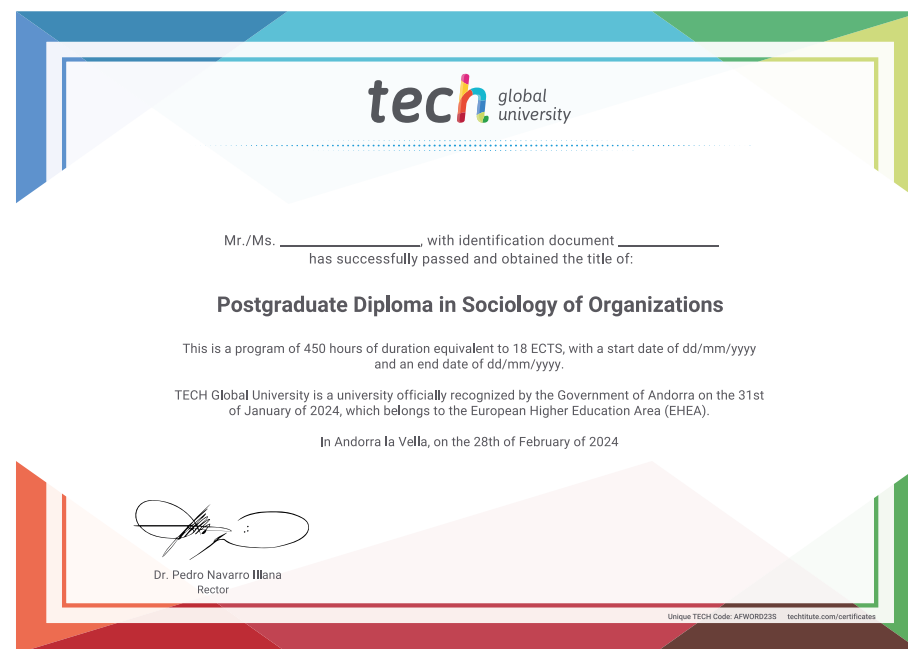 tech global university
Mr./Ms. ____________, with identification document ____________
has successfully passed and obtained the title of:
Postgraduate Diploma in Sociology of Organizations
This is a program of 450 hours of duration equivalent to 18 ECTS, with a start date of dd/mm/yyyy
and an end date of dd/mm/yyyy.
TECH Global University is a university officially recognized by the Government of Andorra on the 31st
of January of 2024, which belongs to the European Higher Education Area (EHEA).
In Andorra la Vella, on the 28th of February of 2024
Dr. Pedro Navarro Illana
Rector
Unique TECH Code: AFWORD23S techtitute.com/certificates